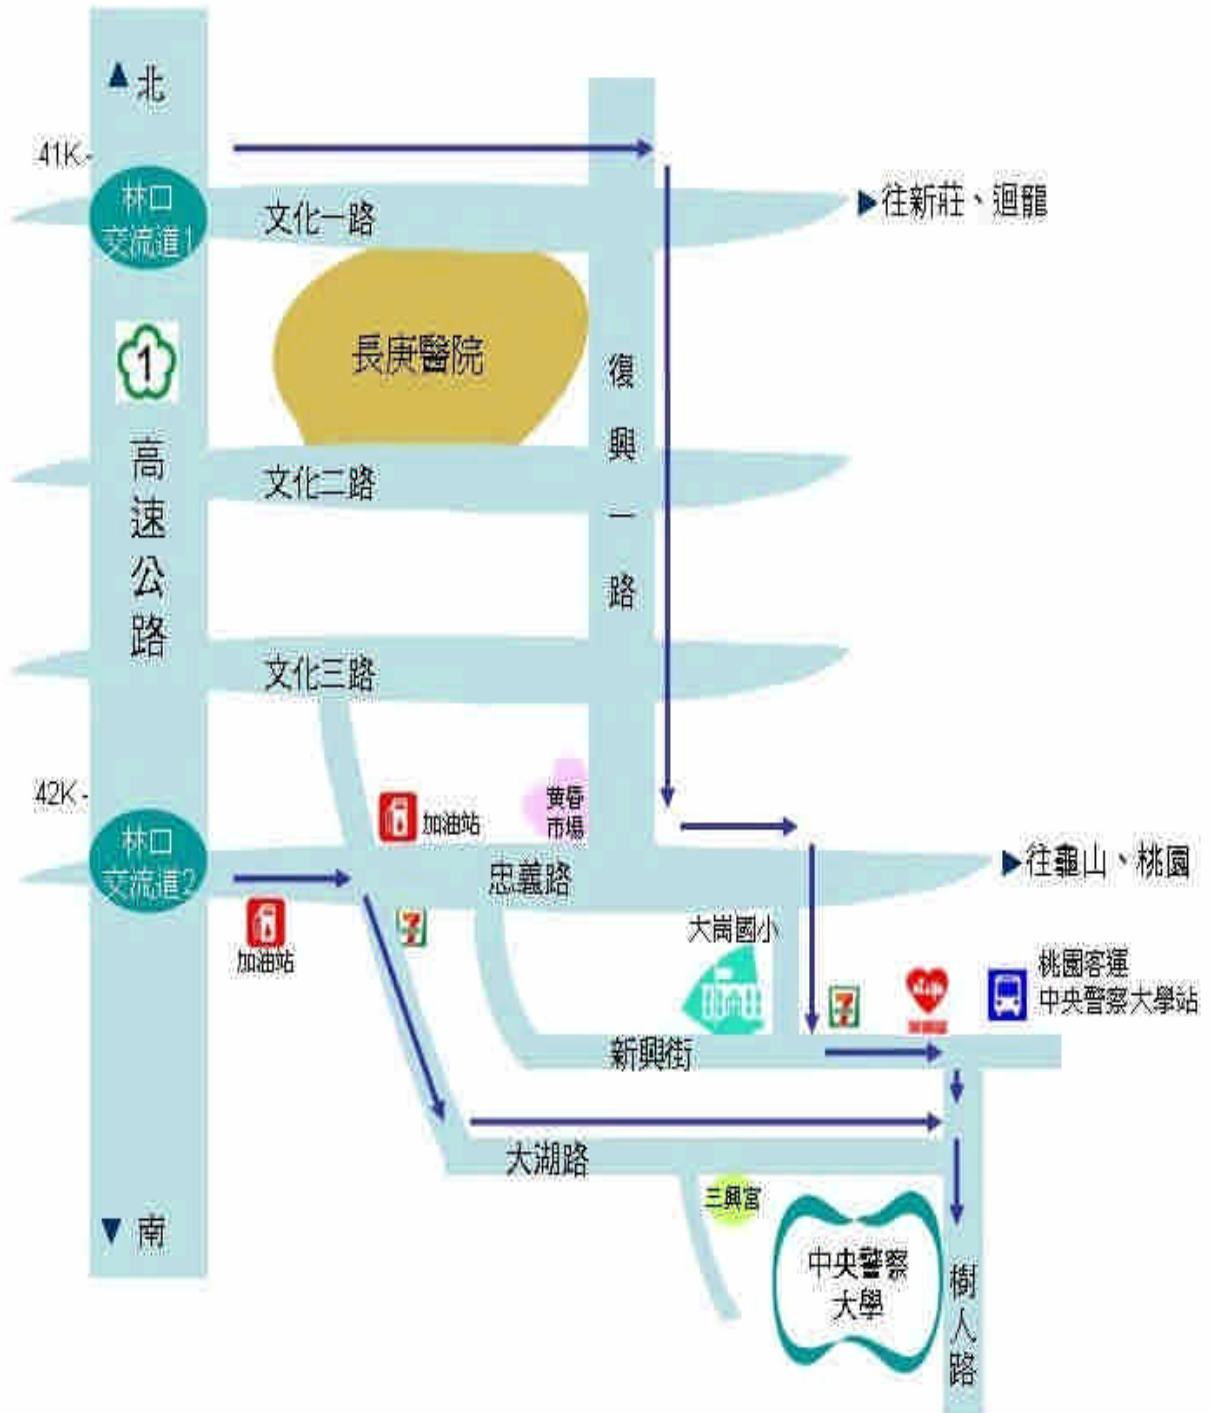 北
41K
林口
交流道1
文化一路
往新莊、迴龍
1
長庚醫院
復興一路
高速公路
文化二路
文化三路
42K
林口
交流道2
加油站
黃昏
市場
忠義路
往龜山、桃園
加油站
7
大崗國小
7
桃園客運
中央警察大學站
新興街
大湖路
三興宮
南
中央警察
大學
樹人路